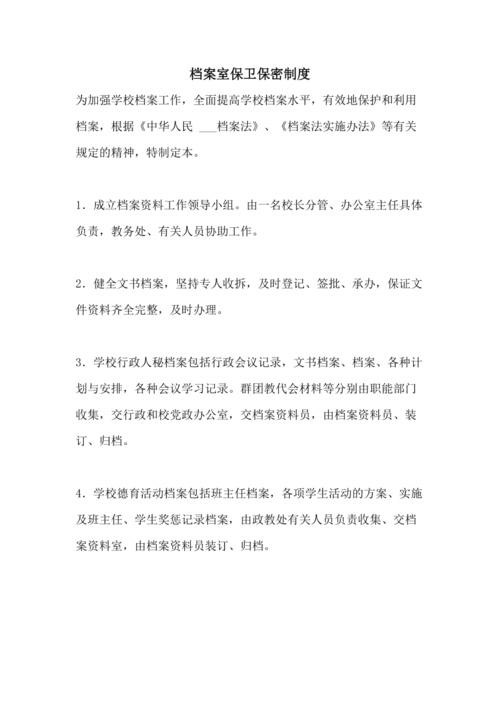 档案室保卫保密制度
为加强学校档案工作，全面提高学校档案水平，有效地保护和利用
档案，根据《中华人民 ___档案法》、《档案法实施办法》等有关
规定的精神，特制定本。
1．成立档案资料工作领导小组。由一名校长分管、办公室主任具体
负责，教务处、有关人员协助工作。
2．健全文书档案，坚持专人收拆，及时登记、签批、承办，保证文
件资料齐全完整，及时办理。
3．学校行政人秘档案包括行政会议记录，文书档案、档案、各种计
划与安排，各种会议学习记录。群团教代会材料等分别由职能部门
收集，交行政和校党政办公室，交档案资料员，由档案资料员、装
订、归档。
4．学校德育活动档案包括班主任档案，各项学生活动的方案、实施
及班主任、学生奖惩记录档案，由政教处有关人员负责收集、交档
案资料室，由档案资料员装订、归档。